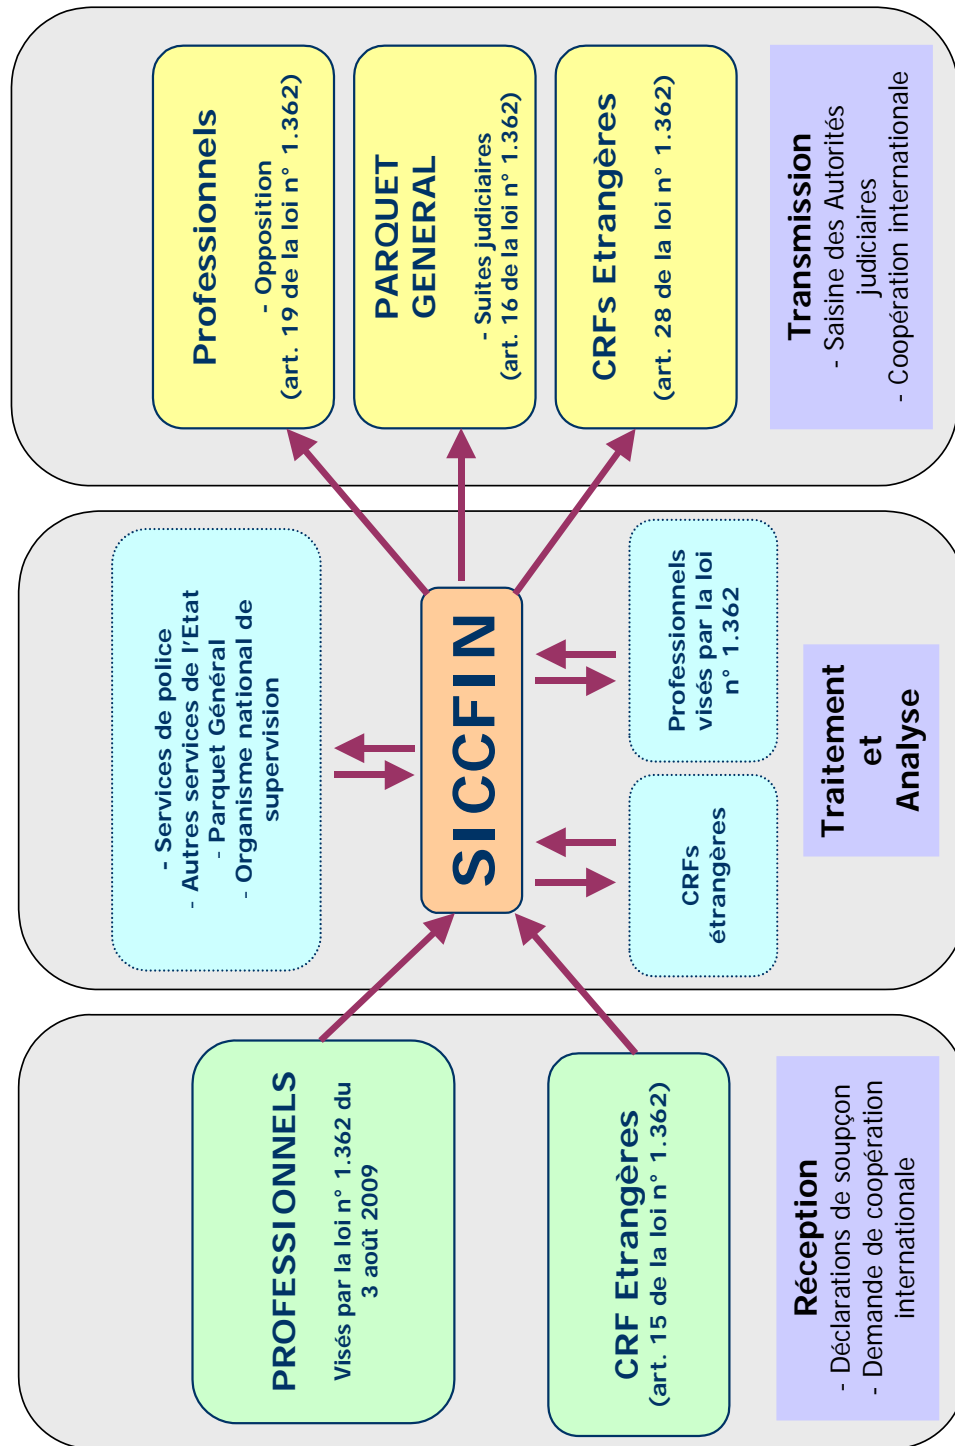 PROFESSIONNELS
Visés par la loi n° 1.362 du
3 août 2009
CRF Etrangères
(art. 15 de la loi n° 1.362)
Réception
- Déclarations de soupçon
- Demande de coopération
internationale
- Services de police
- Autres services de l'Etat
- Parquet Général
- Organisme national de
supervision
SICCFIN
CRFs
étrangères
Professionnels
visés par la loi
n° 1.362
Traitement
et
Analyse
Professionnels
- Opposition
(art. 19 de la loi n° 1.362)
PARQUET
GENERAL
- Suites judiciaires
(art. 16 de la loi n° 1.362)
CRFs Etrangères
(art. 28 de la loi n° 1.362)
Transmission
- Saisine des Autorités
judiciaires
- Coopération internationale